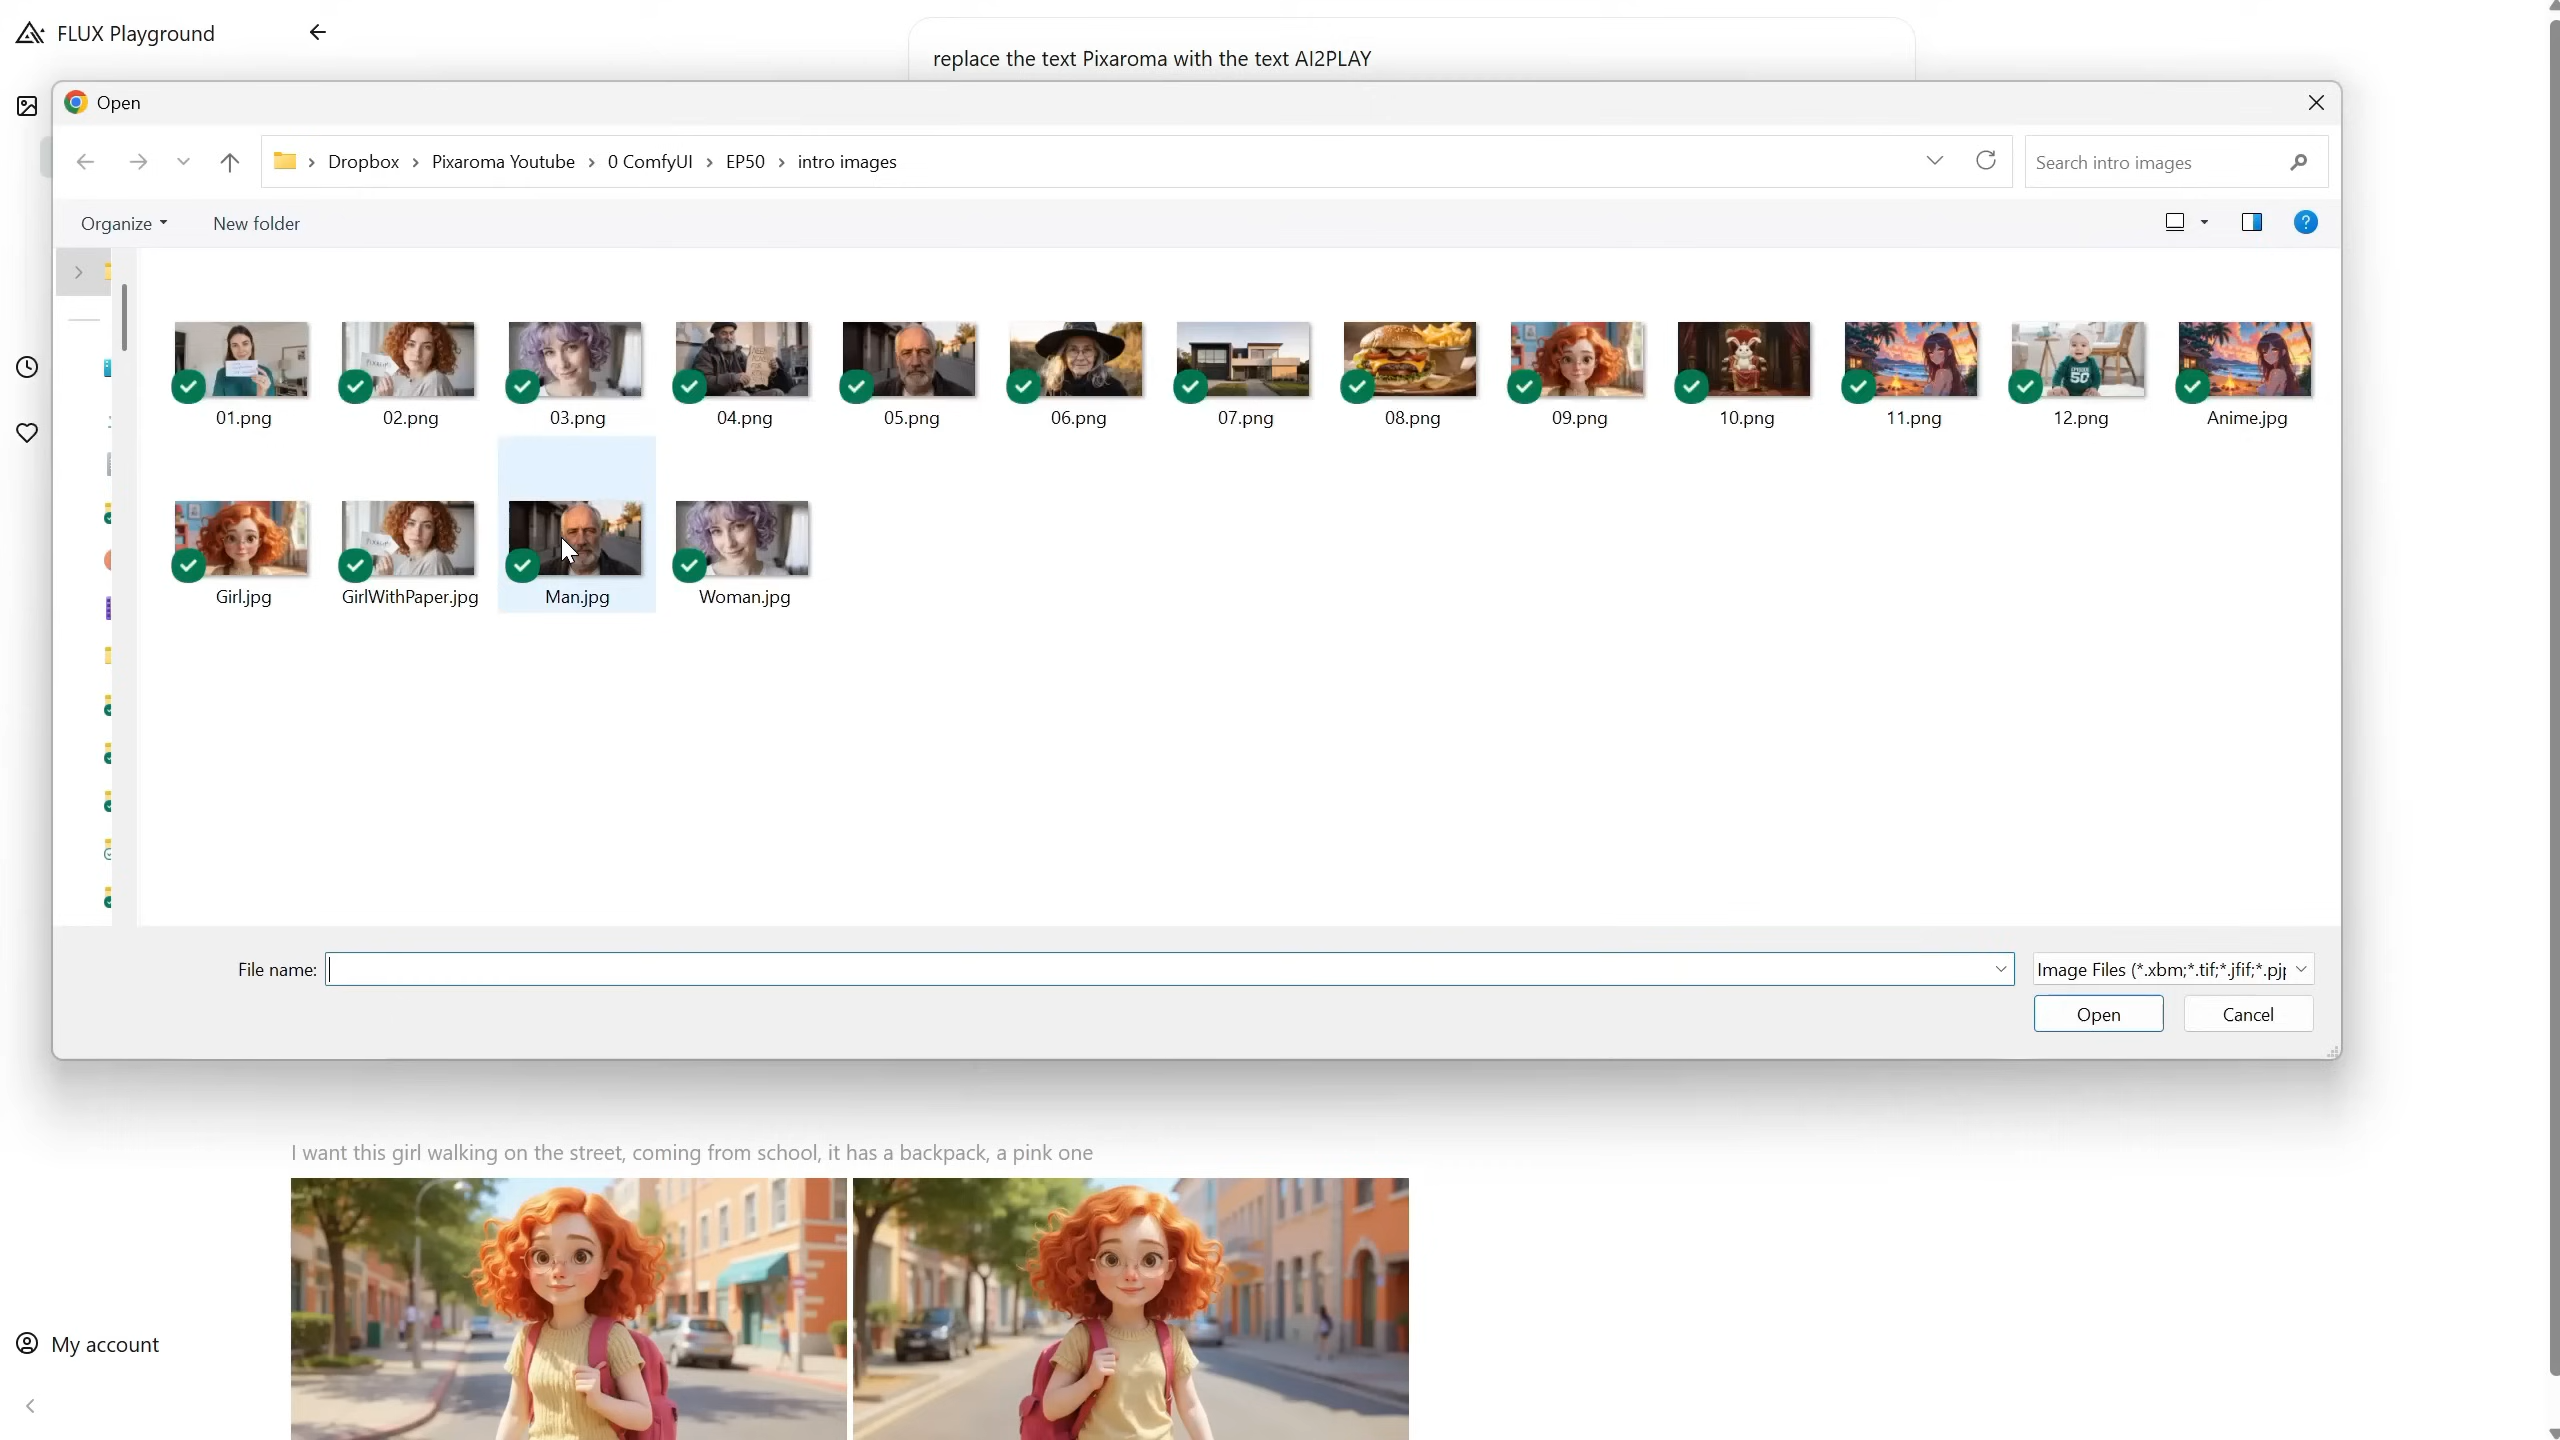 FLUX Playground
replace the text Pixaroma with the text AI2PLAY
Open
Dropbox > Pixaroma Youtube > 0 ComfyUI > EP50 > intro images
Search intro images
Organize
New folder
01.png
02.png
03.png
04.png
05.png
06.png
07.png
08.png
09.png
10.png
11.png
12.png
Anime.jpg
Girl.jpg
GirlWithPaper.jpg
Man.jpg
Woman.jpg
File name:
Image Files (*.xbm;*.tif;*.jfif;*.pjp
Open
Cancel
I want this girl walking on the street, coming from school, it has a backpack, a pink one
My account